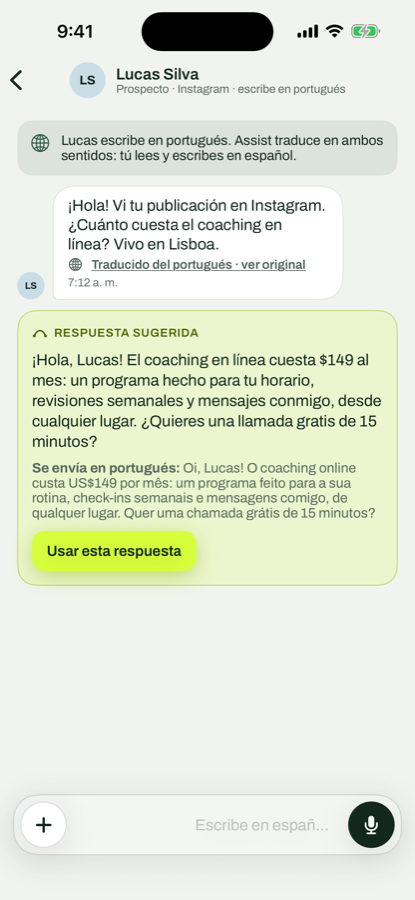 9:41
LS
Lucas Silva
Prospecto · Instagram · escribe en portugués
Lucas escribe en portugués. Assist traduce en ambos
sentidos: tú lees y escribes en español.
¡Hola! Vi tu publicación en Instagram.
¿Cuánto cuesta el coaching en
línea? Vivo en Lisboa.
Traducido del portugués · ver original
7:12 a. m.
LS
RESPUESTA SUGERIDA
¡Hola, Lucas! El coaching en línea cuesta $149 al
mes: un programa hecho para tu horario,
revisiones semanales y mensajes conmigo, desde
cualquier lugar. ¿Quieres una llamada gratis de 15
minutos?
Se envía en portugués: Oi, Lucas! O coaching online
custa US$149 por mês: um programa feito para a sua
rotina, check-ins semanais e mensagens comigo, de
qualquer lugar. Quer uma chamada grátis de 15 minutos?
Usar esta respuesta
Escribe en españ...